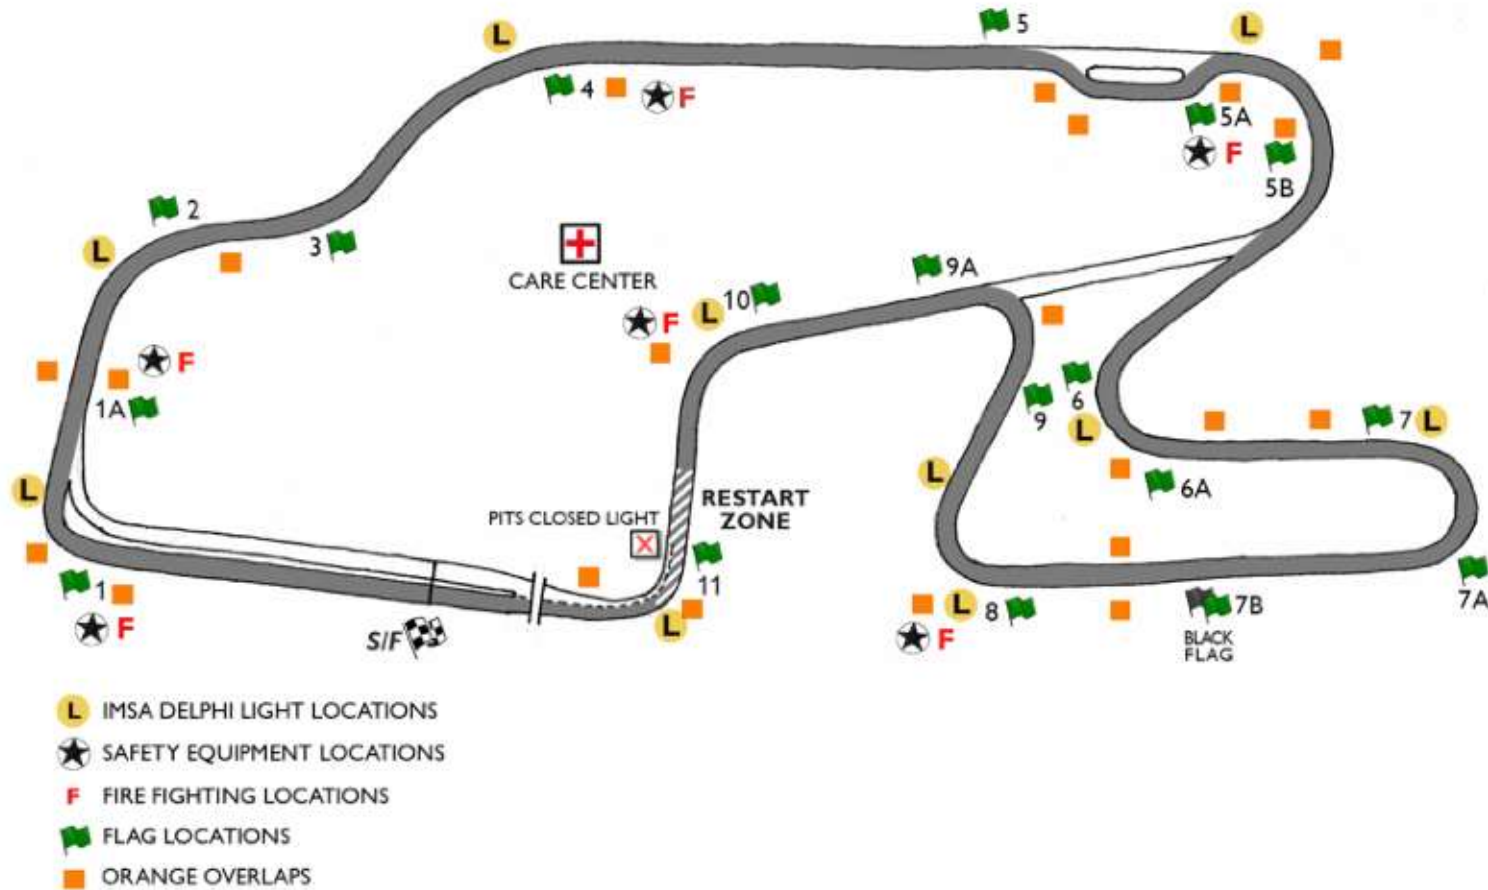 L
5
L
4
F
5A
F
5B
2
L
3
CARE CENTER
9A
10
L
F
F
1A
9
6
L
7
L
L
6A
L
RESTART
ZONE
PITS CLOSED LIGHT
X
11
1
F
L
S/F
L
8
F
7B
7A
BLACK
FLAG
L IMSA DELPHI LIGHT LOCATIONS
SAFETY EQUIPMENT LOCATIONS
F FIRE FIGHTING LOCATIONS
FLAG LOCATIONS
ORANGE OVERLAPS